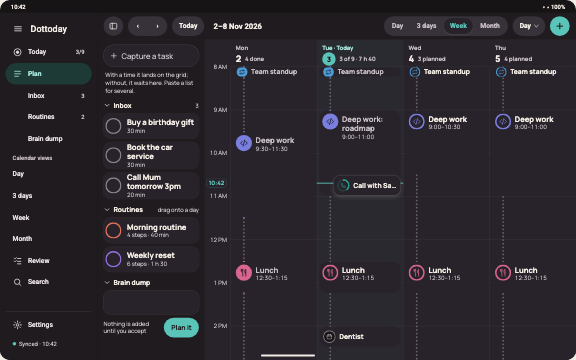 10:42
100%
Dottoday
Today 3/9
Plan
Inbox 3
Routines 2
Brain dump
Calendar views
Day
3 days
Week
Month
Review
Search
Settings
Synced · 10:42
Today
2–8 Nov 2026
Day
3 days
Week
Month
Day
+ Capture a task
With a time it lands on the grid;
without, it waits here. Paste a list
for several.
Inbox 3
Buy a birthday gift
30 min
Book the car
service
30 min
Call Mum
tomorrow 3pm
20 min
Routines drag onto a day
Morning routine
4 steps · 40 min
Weekly reset
6 steps · 1 h 30
Brain dump
Nothing is
added until
you accept
Plan it
Mon
2 4 done
Tue · Today
3 3 of 9 · 7 h 40
Wed
4 3 planned
Thu
5 4 planned
6 AM
9 AM
10 AM
10:42
11 AM
12 PM
1 PM
2 PM
Team standup
Deep work
9:30–11:30
Lunch
12:30–1:15
Team standup
Deep work:
roadmap
9:00–11:00
Call with Sa…
Lunch
12:30–1:15
Dentist
Team standup
Deep work
9:00–10:30
Lunch
12:30–1:15
Team standup
Deep work
9:00–11:00
Lunch
12:30–1:15